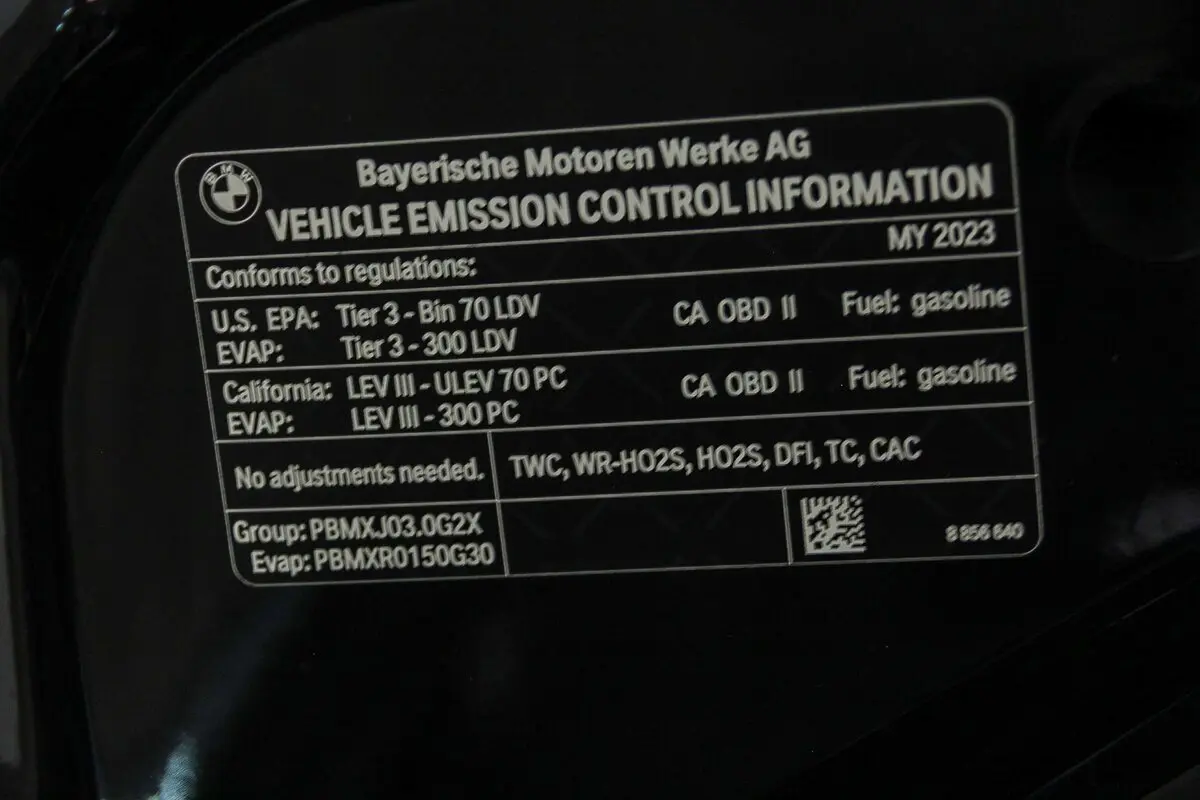 BMW
Bayerische Motoren Werke AG
VEHICLE EMISSION CONTROL INFORMATION
MY 2023
Conforms to regulations:
U.S. EPA: Tier 3 - Bin 70 LDV CA OBD II Fuel: gasoline
EVAP: Tier 3 - 300 LDV
California: LEV III - ULEV 70 PC CA OBD II Fuel: gasoline
EVAP: LEV III - 300 PC
No adjustments needed. TWC, WR-HO2S, HO2S, DFI, TC, CAC
Group: PBMXJ03.0G2X
Evap: PBMXR0150G30
8 856 640